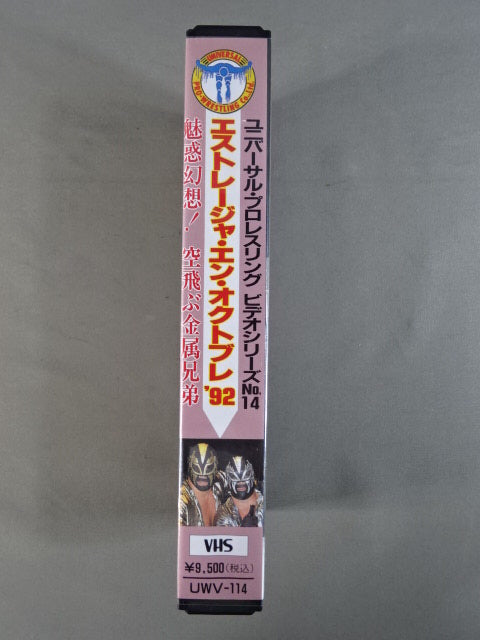 UNIVERSAL
PRO-WRESTLING Co., Ltd.
ユニバーサル・プロレスリング ビデオシリーズNo.14
エストレージャ・エン・オクトブレ'92
魅惑幻想! 空飛ぶ金属兄弟
VHS
¥9,500(税込)
UWV-114